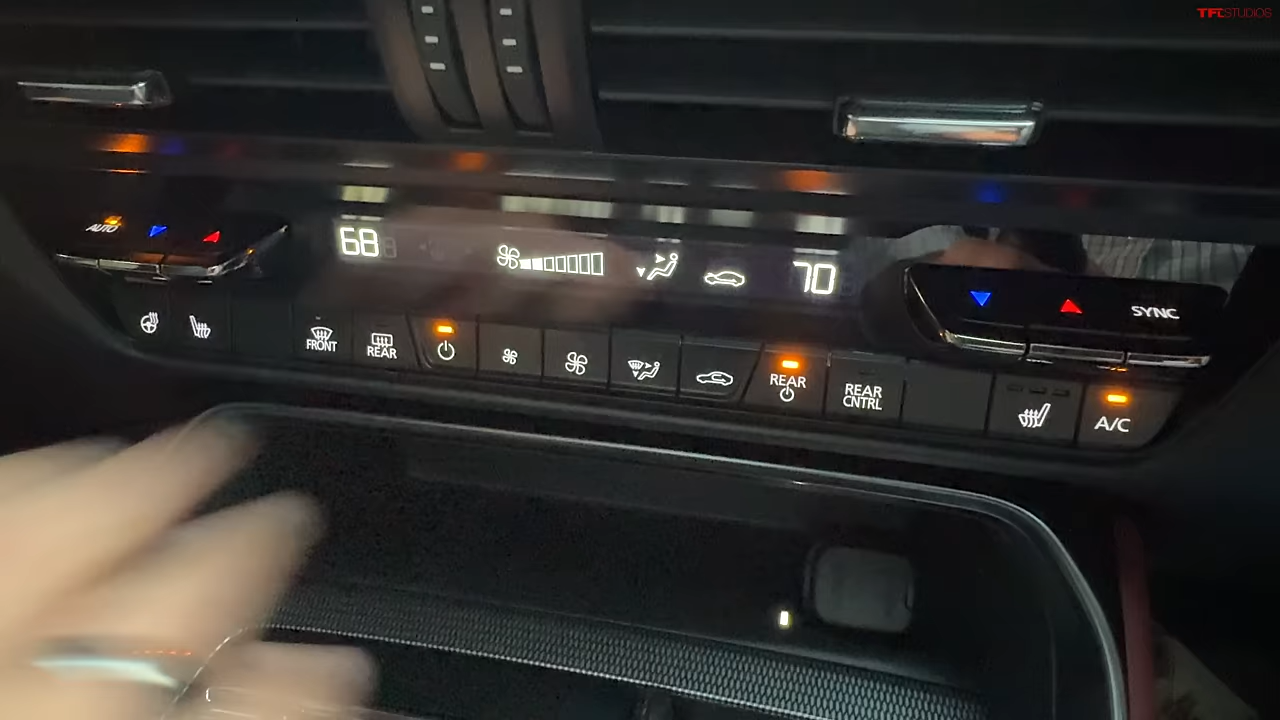 TFLSTUDIOS
AUTO
68
70
SYNC
FRONT
REAR
REAR
REAR
CNTRL
A/C